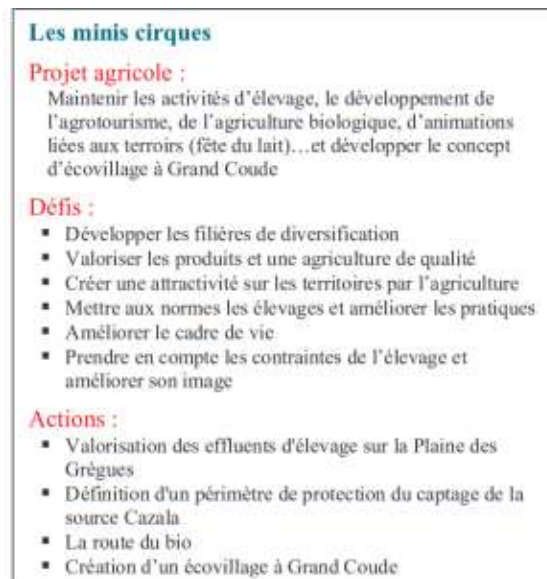 Les minis cirques
Projet agricole :
Maintenir les activités d'élevage, le développement de
l'agrotourisme, de l'agriculture biologique, d'animations
liées aux terroirs (fête du lait)…et développer le concept
d'écovillage à Grand Coude
Défis :
▪ Développer les filières de diversification
▪ Valoriser les produits et une agriculture de qualité
▪ Créer une attractivité sur les territoires par l'agriculture
▪ Mettre aux normes les élevages et améliorer les pratiques
▪ Améliorer le cadre de vie
▪ Prendre en compte les contraintes de l'élevage et
améliorer son image
Actions :
▪ Valorisation des effluents d'élevage sur la Plaine des
Grègues
▪ Définition d'un périmètre de protection du captage de la
source Cazala
▪ La route du bio
▪ Création d'un écovillage à Grand Coude